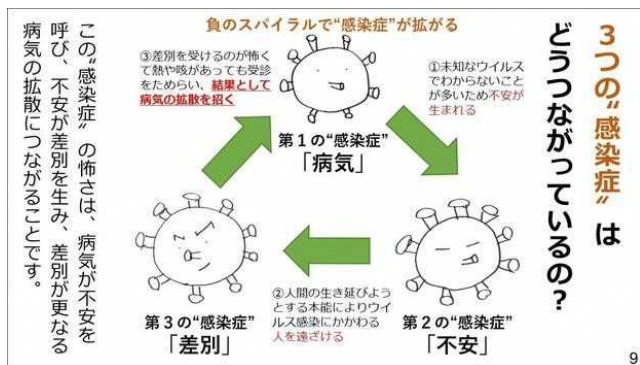 3つの“感染症”は
どうつながっているの？
負のスパイラルで“感染症”が拡がる
①未知なウイルス
でわからないこと
が多いため不安が
生まれる
第1の“感染症”
「病気」
③差別を受けるのが怖く
て熱や咳があっても受診
をためらい、結果として
病気の拡散を招く
②人間の生き延びよう
とする本能によりウイ
ルス感染にかかわる
人を遠ざける
第2の“感染症”
「不安」
第3の“感染症”
「差別」
この“感染症”の怖さは、病気が不安を
呼び、不安が差別を生み、差別が更なる
病気の拡散につながることです。
9